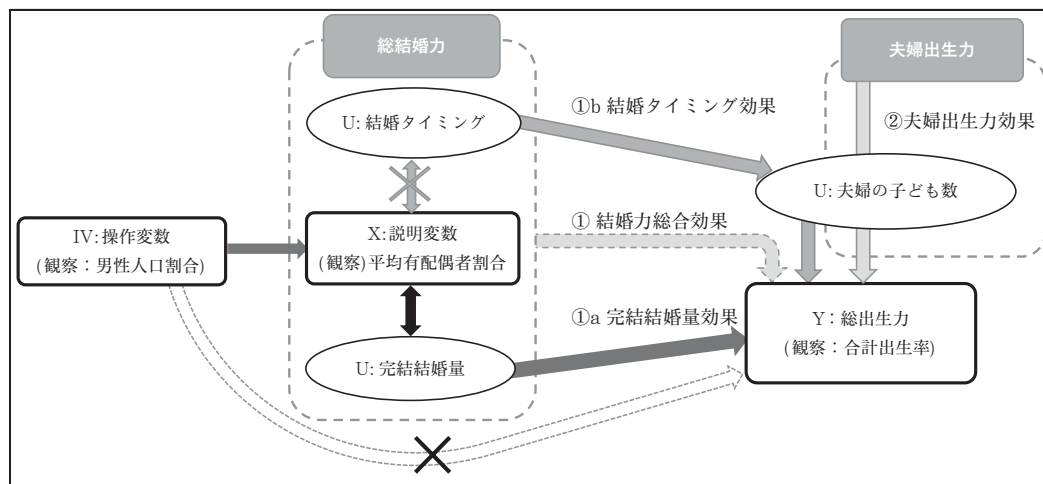 総結婚力
夫婦出生力
U: 結婚タイミング
①b 結婚タイミング効果
②夫婦出生力効果
U: 夫婦の子ども数
IV: 操作変数
(観察：男性人口割合)
X: 説明変数
(観察)平均有配偶者割合
① 結婚力総合効果
①a 完結結婚量効果
Y：総出生力
(観察：合計出生率)
U: 完結結婚量